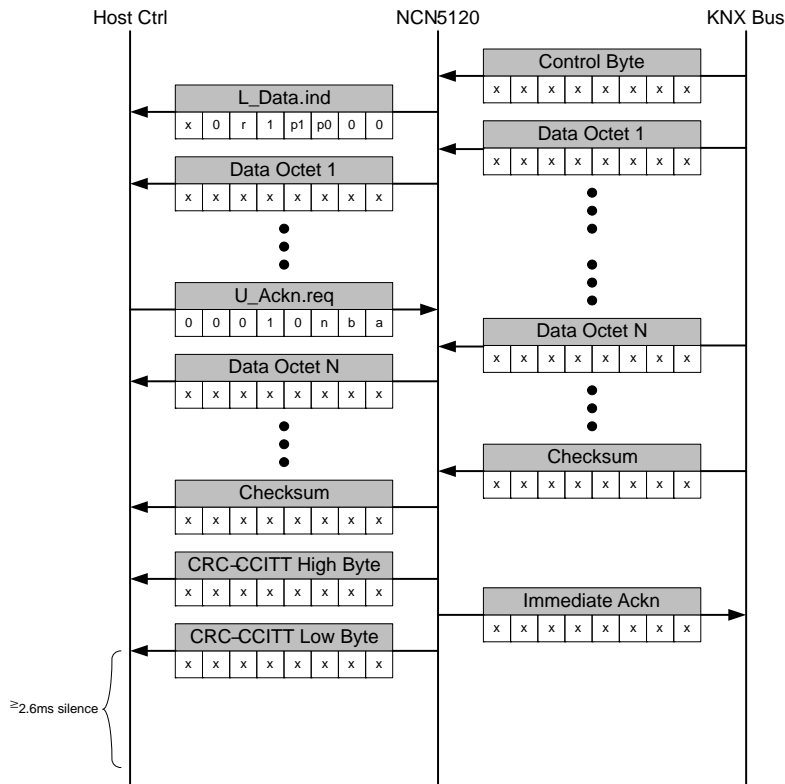 Host Ctrl NCN5120 KNX Bus
Control Byte
x x x x x x x x
L_Data.ind
x 0 r 1 p1 p0 0 0
Data Octet 1
x x x x x x x x
Data Octet 1
x x x x x x x x
U_Ackn.req
0 0 0 1 0 n b a
Data Octet N
x x x x x x x x
Data Octet N
x x x x x x x x
Checksum
x x x x x x x x
Checksum
x x x x x x x x
CRC-CCITT High Byte
x x x x x x x x
Immediate Ackn
x x x x x x x x
CRC-CCITT Low Byte
x x x x x x x x
≥2.6ms silence